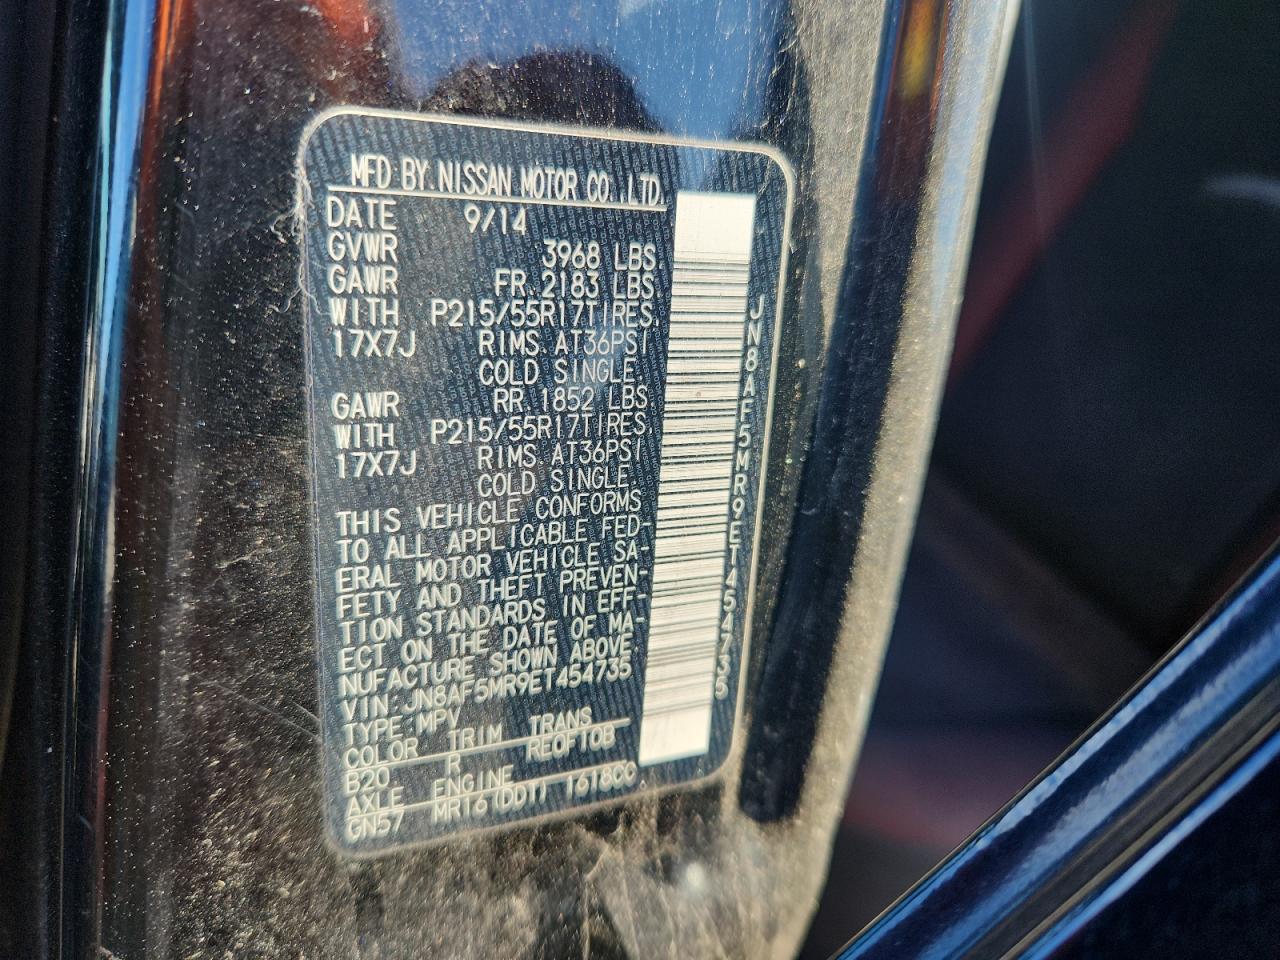 MFD BY NISSAN MOTOR CO.,LTD.
DATE 9/14
GVWR 3968 LBS.
GAWR FR. 2183 LBS.
WITH P215/55R17TIRES,
17X7J RIMS, AT36PSI
COLD SINGLE
GAWR RR. 1852 LBS.
WITH P215/55R17TIRES,
17X7J RIMS, AT36PSI
COLD SINGLE.
THIS VEHICLE CONFORMS
TO ALL APPLICABLE FED-
ERAL MOTOR VEHICLE SA-
FETY AND THEFT PREVEN-
TION STANDARDS IN EFF-
ECT ON THE DATE OF MA-
NUFACTURE SHOWN ABOVE.
VIN:JN8AF5MR9ET454735
TYPE:MPV
COLOR TRIM TRANS
B20 R RE0F10B
AXLE ENGINE
GN57 MR16(DDT) 1618CC
JN8AF5MR9ET454735